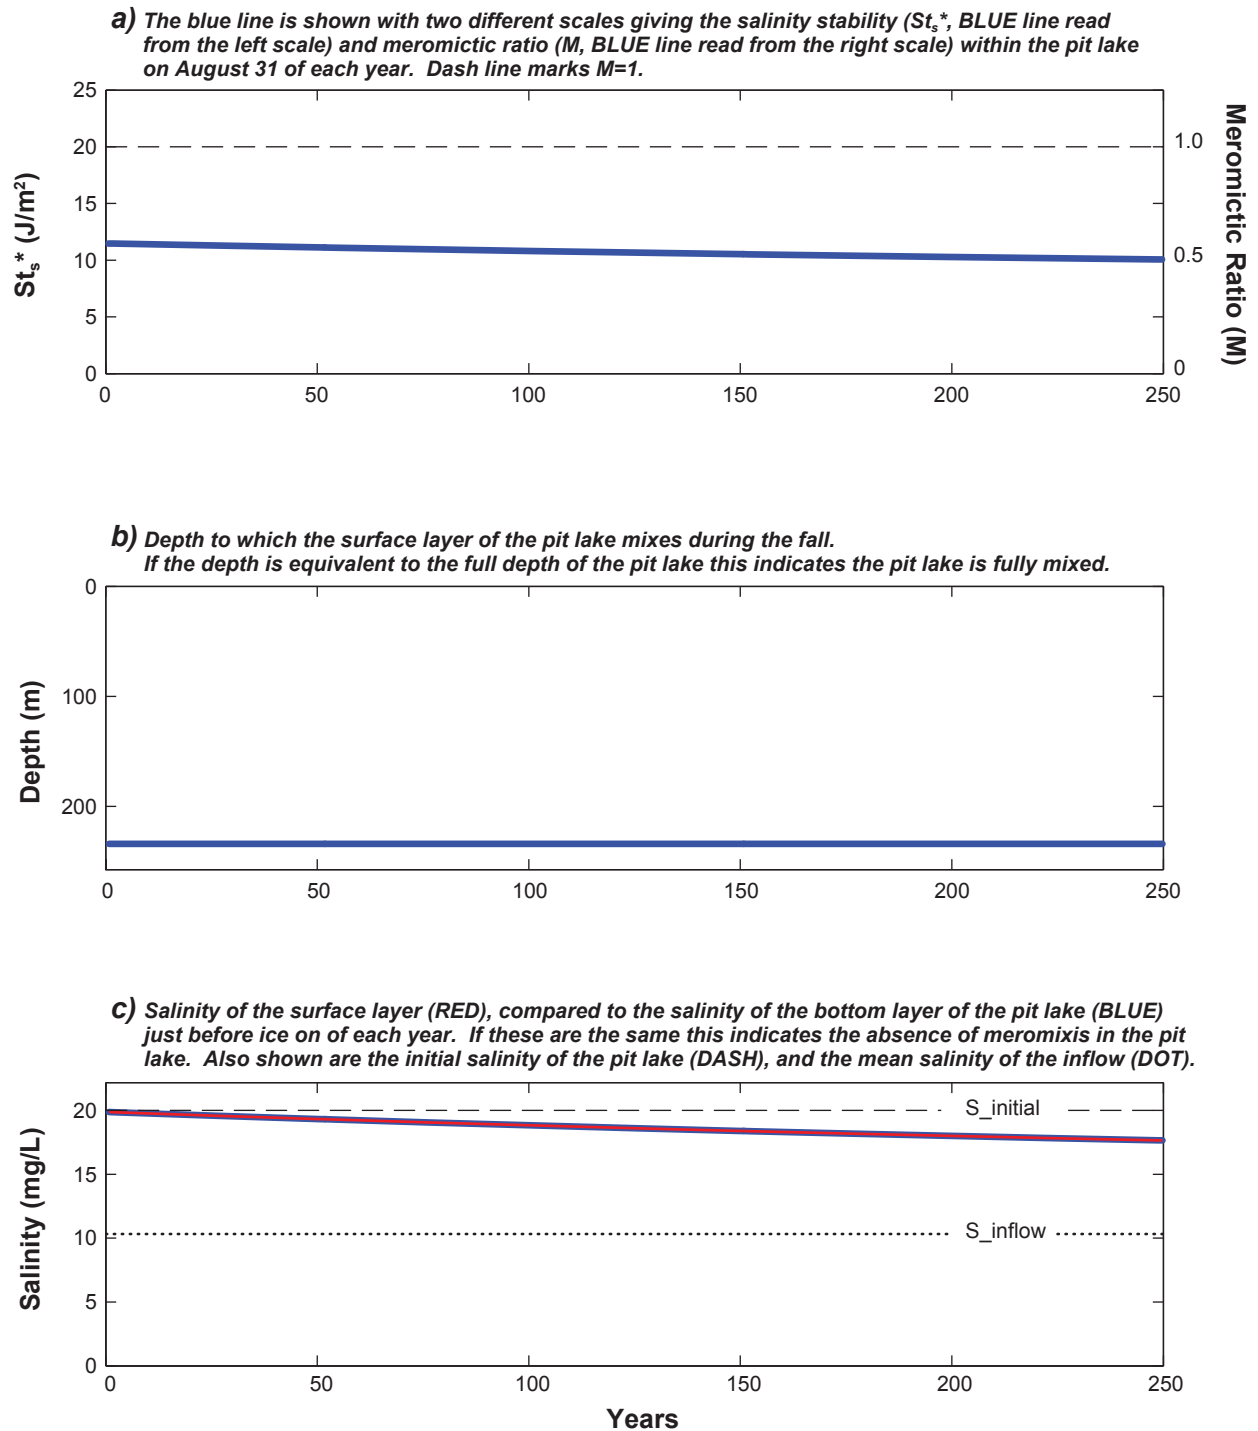 a) The blue line is shown with two different scales giving the salinity stability (Stₛ*, BLUE line read
from the left scale) and meromictic ratio (M, BLUE line read from the right scale) within the pit lake
on August 31 of each year.  Dash line marks M=1.
25
20
15
10
5
0
Stₛ* (J/m²)
1.0
0.5
0
Meromictic Ratio (M)
0 50 100 150 200 250
b) Depth to which the surface layer of the pit lake mixes during the fall.
If the depth is equivalent to the full depth of the pit lake this indicates the pit lake is fully mixed.
0
100
200
Depth (m)
0 50 100 150 200 250
c) Salinity of the surface layer (RED), compared to the salinity of the bottom layer of the pit lake (BLUE)
just before ice on of each year.  If these are the same this indicates the absence of meromixis in the pit
lake.  Also shown are the initial salinity of the pit lake (DASH), and the mean salinity of the inflow (DOT).
20
15
10
5
0
Salinity (mg/L)
S_initial
S_inflow
0 50 100 150 200 250
Years